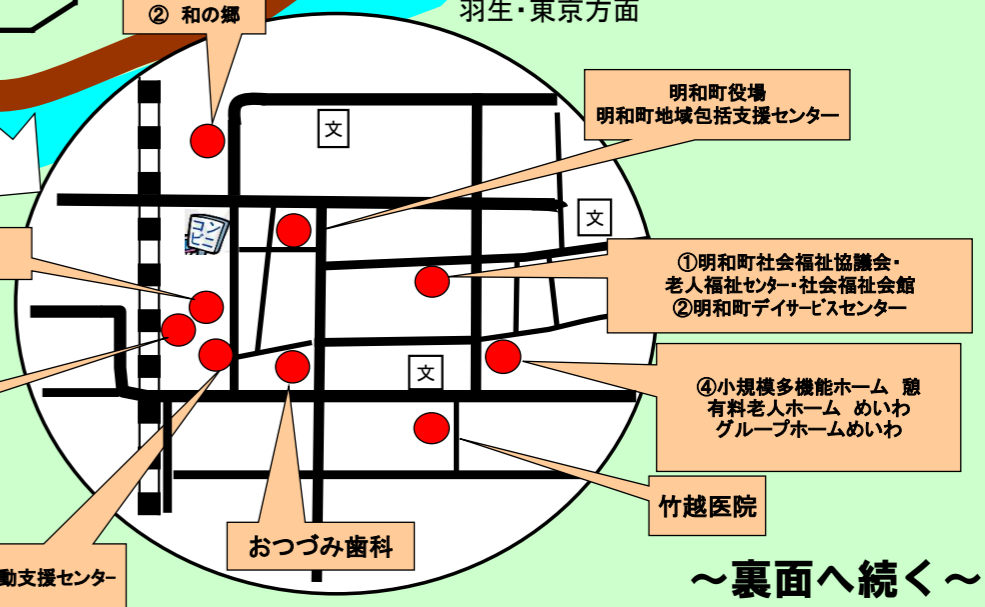 ② 和の郷
羽生・東京方面
明和町役場
明和町地域包括支援センター
文
文
コン
ビニ
①明和町社会福祉協議会・
老人福祉センター・社会福祉会館
②明和町デイサービスセンター
文
④小規模多機能ホーム 憩
有料老人ホーム めいわ
グループホームめいわ
竹越医院
おつづみ歯科
動支援センター
～裏面へ続く～